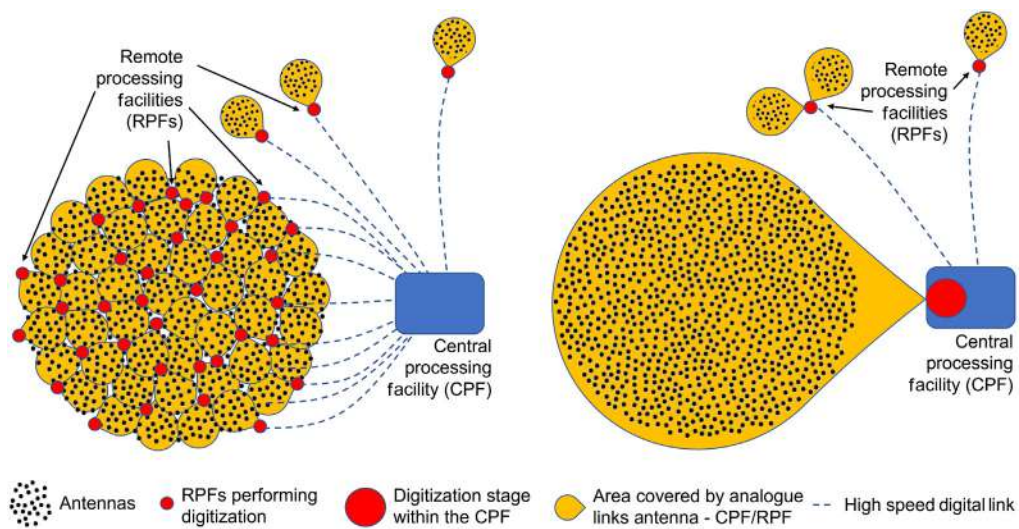 Remote
processing
facilities
(RPFs)
Central
processing
facility (CPF)
Remote
processing
facilities
(RPFs)
Central
processing
facility (CPF)
Antennas
RPFs performing
digitization
Digitization stage
within the CPF
Area covered by analogue
links antenna - CPF/RPF
High speed digital link